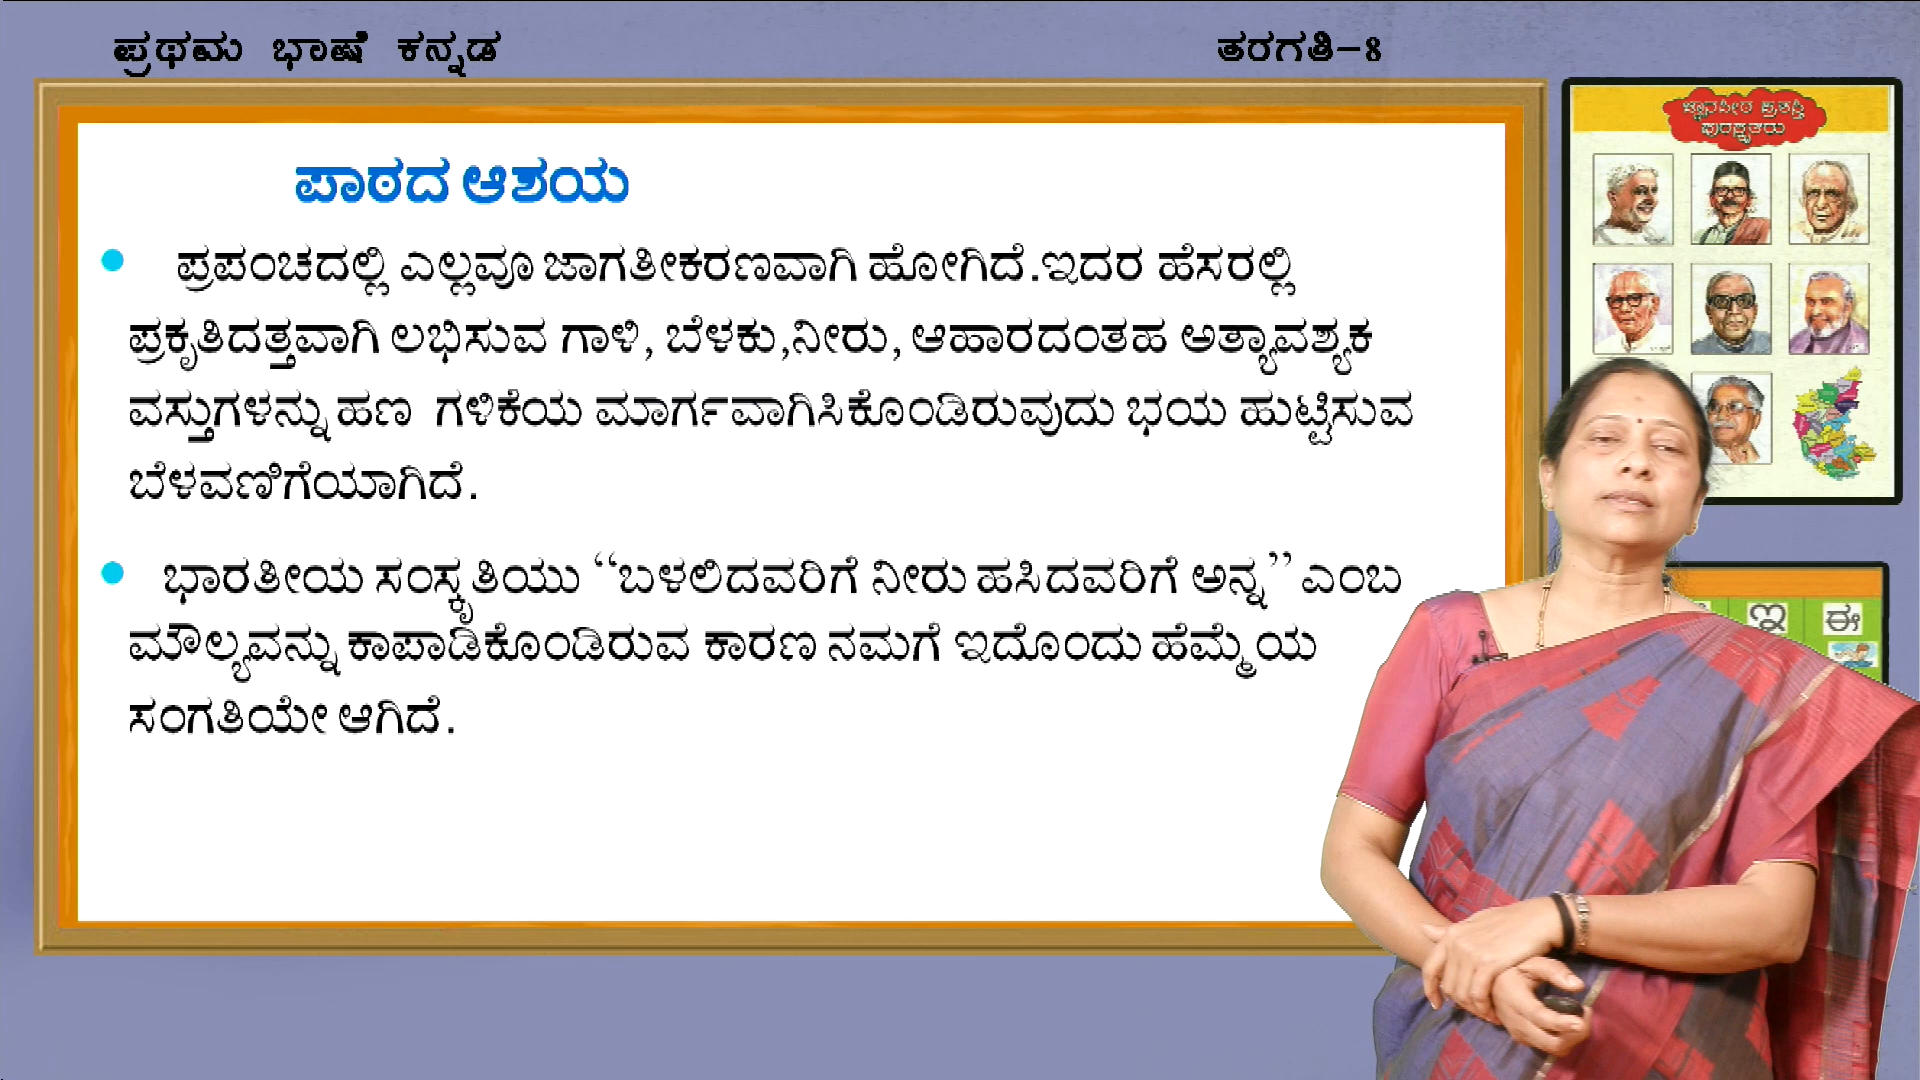 ಪ್ರಥಮ ಭಾಷೆ ಕನ್ನಡ
ತರಗತಿ-8
ಪಾಠದ ಆಶಯ
ಪ್ರಪಂಚದಲ್ಲಿ ಎಲ್ಲವೂ ಜಾಗತೀಕರಣವಾಗಿ ಹೋಗಿದೆ.ಇದರ ಹೆಸರಲ್ಲಿ
ಪ್ರಕೃತಿದತ್ತವಾಗಿ ಲಭಿಸುವ ಗಾಳಿ, ಬೆಳಕು,ನೀರು, ಆಹಾರದಂತಹ ಅತ್ಯಾವಶ್ಯಕ
ವಸ್ತುಗಳನ್ನು ಹಣ ಗಳಿಕೆಯ ಮಾರ್ಗವಾಗಿಸಿಕೊಂಡಿರುವುದು ಭಯ ಹುಟ್ಟಿಸುವ
ಬೆಳವಣಿಗೆಯಾಗಿದೆ.
ಭಾರತೀಯ ಸಂಸ್ಕೃತಿಯು “ಬಳಲಿದವರಿಗೆ ನೀರು ಹಸಿದವರಿಗೆ ಅನ್ನ” ಎಂಬ
ಮೌಲ್ಯವನ್ನು ಕಾಪಾಡಿಕೊಂಡಿರುವ ಕಾರಣ ನಮಗೆ ಇದೊಂದು ಹೆಮ್ಮೆಯ
ಸಂಗತಿಯೇ ಆಗಿದೆ.
ಜ್ಞಾನಪೀಠ ಪ್ರಶಸ್ತಿ
ಪುರಸ್ಕೃತರು
ಇ ಈ